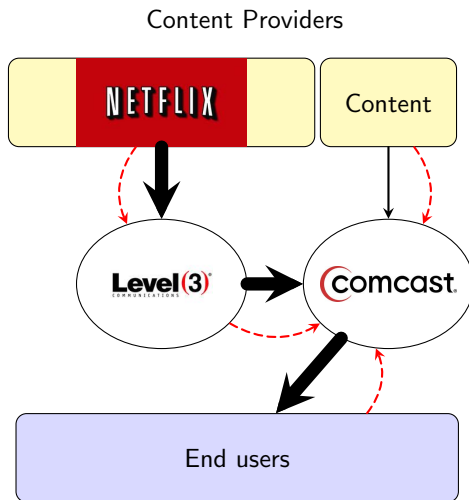 Content Providers
NETFLIX
Content
Level(3)®
COMMUNICATIONS
comcast®
End users